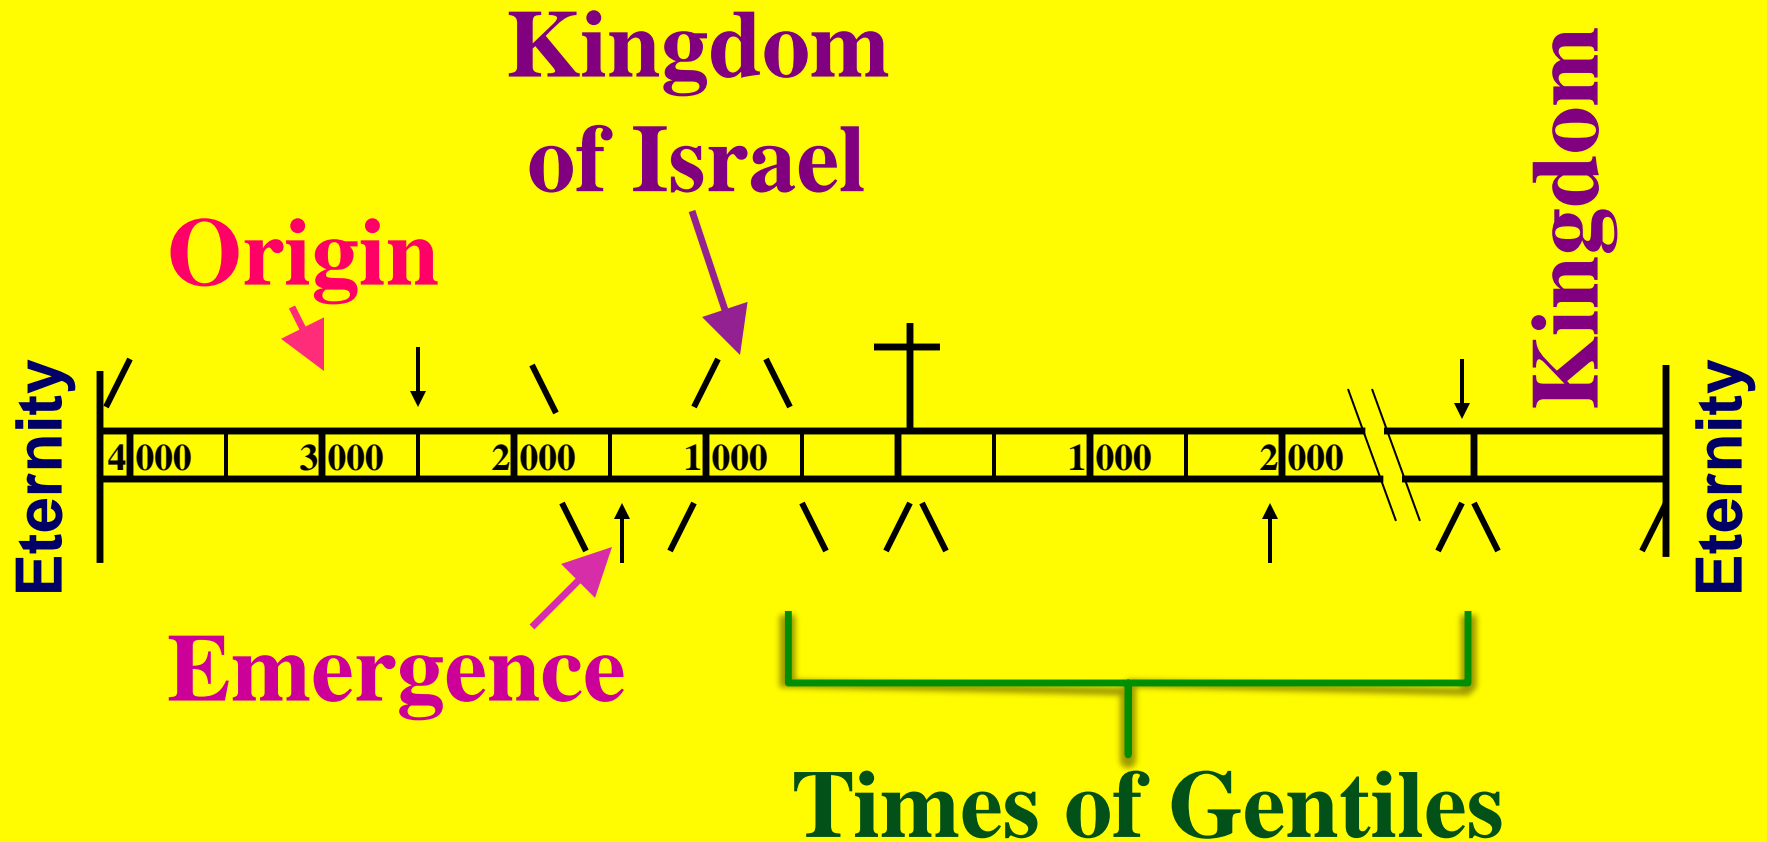 Kingdom
of Israel
Kingdom
Origin
Eternity
4000 3000 2000 1000 1000 2000
Eternity
Emergence
Times of Gentiles